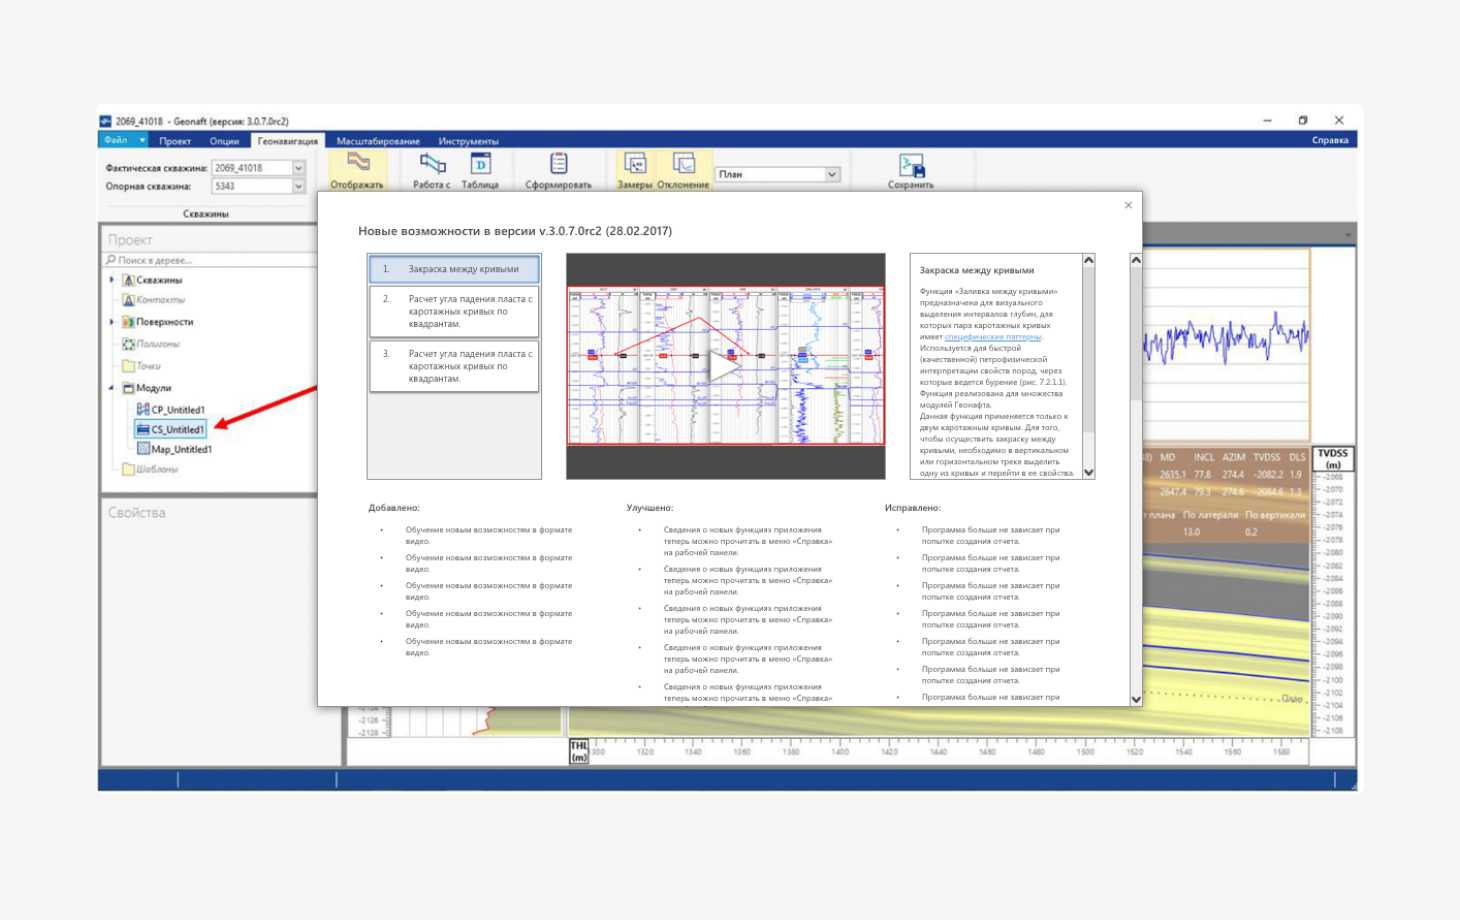 2069_41018 - Geonaft (версия: 3.0.7.0rc2)
Файл Проект Опции Геонавигация Масштабирование Инструменты Справка
Фактическая скважина: 2069_41018
Опорная скважина: 5343
Скважины
Отображать
Работа с
Таблица
Сформировать
Замеры
Отклонение
План
Сохранить
Проект
Поиск в дереве...
Скважины
Контакты
Поверхности
Полигоны
Точки
Модули
CP_Untitled1
CS_Untitled1
Map_Untitled1
Шаблоны
Свойства
Новые возможности в версии v.3.0.7.0rc2 (28.02.2017)
1. Закраска между кривыми
2. Расчет угла падения пласта с
каротажных кривых по
квадрантам.
3. Расчет угла падения пласта с
каротажных кривых по
квадрантам.
Закраска между кривыми
Функция «Заливка между кривыми»
предназначена для визуального
выделения интервалов глубин, для
которых пара каротажных кривых
имеет специфические паттерны.
Используется для быстрой
(качественной) петрофизической
интерпретации свойств пород, через
которые ведется бурение (рис. 7.2.1.1).
Функция реализована для множества
модулей Геонафта.
Данная функция применяется только к
двум каротажным кривым. Для того,
чтобы осуществить закраску между
кривыми, необходимо в вертикальном
или горизонтальном треке выделить
одну из кривых и перейти в ее свойства.
Добавлено:
• Обучение новым возможностям в формате
видео.
• Обучение новым возможностям в формате
видео.
• Обучение новым возможностям в формате
видео.
• Обучение новым возможностям в формате
видео.
• Обучение новым возможностям в формате
видео.
Улучшено:
• Сведения о новых функциях приложения
теперь можно прочитать в меню «Справка»
на рабочей панели.
• Сведения о новых функциях приложения
теперь можно прочитать в меню «Справка»
на рабочей панели.
• Сведения о новых функциях приложения
теперь можно прочитать в меню «Справка»
на рабочей панели.
• Сведения о новых функциях приложения
теперь можно прочитать в меню «Справка»
на рабочей панели.
• Сведения о новых функциях приложения
теперь можно прочитать в меню «Справка»
Исправлено:
• Программа больше не зависает при
попытке создания отчета.
• Программа больше не зависает при
попытке создания отчета.
• Программа больше не зависает при
попытке создания отчета.
• Программа больше не зависает при
попытке создания отчета.
• Программа больше не зависает при
попытке создания отчета.
• Программа больше не зависает при
попытке создания отчета.
• Программа больше не зависает при
MD INCL AZIM TVDSS DLS
2635.1 77.8 274.4 -2082.2 1.9
2647.4 79.3 274.6 -2084.6 1.3
плана По латерали По вертикали
13.0 0.2
TVDSS
(m)
-2068
-2070
-2072
-2074
-2076
-2078
-2080
-2082
-2084
-2086
-2088
-2090
-2092
-2094
-2096
-2098
-2100
-2102
-2104
-2106
-2108
План
-2126
-2128
THL
(m)
1300 1320 1340 1360 1380 1400 1420 1440 1460 1480 1500 1520 1540 1560 1580